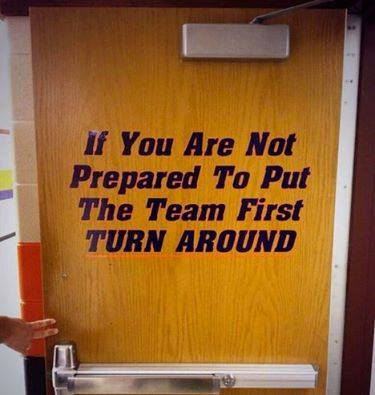 If You Are Not
Prepared To Put
The Team First
TURN AROUND